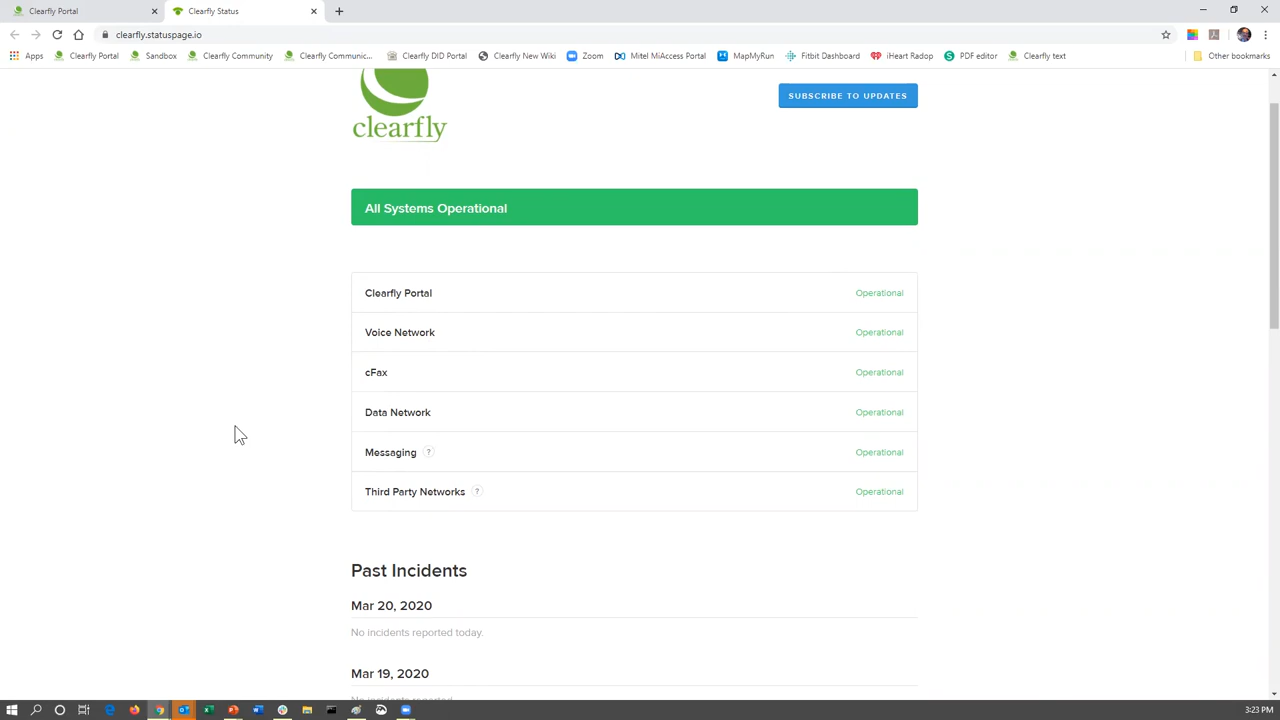 Clearfly Portal
Clearfly Status
clearfly.statuspage.io
Apps Clearfly Portal Sandbox Clearfly Community Clearfly Communic... Clearfly DID Portal Clearfly New Wiki Zoom Mitel MiAccess Portal MapMyRun Fitbit Dashboard iHeart Radop PDF editor Clearfly text Other bookmarks
clearfly
SUBSCRIBE TO UPDATES
All Systems Operational
Clearfly Portal Operational
Voice Network Operational
cFax Operational
Data Network Operational
Messaging ? Operational
Third Party Networks ? Operational
Past Incidents
Mar 20, 2020
No incidents reported today.
Mar 19, 2020
No incidents reported.
3:23 PM